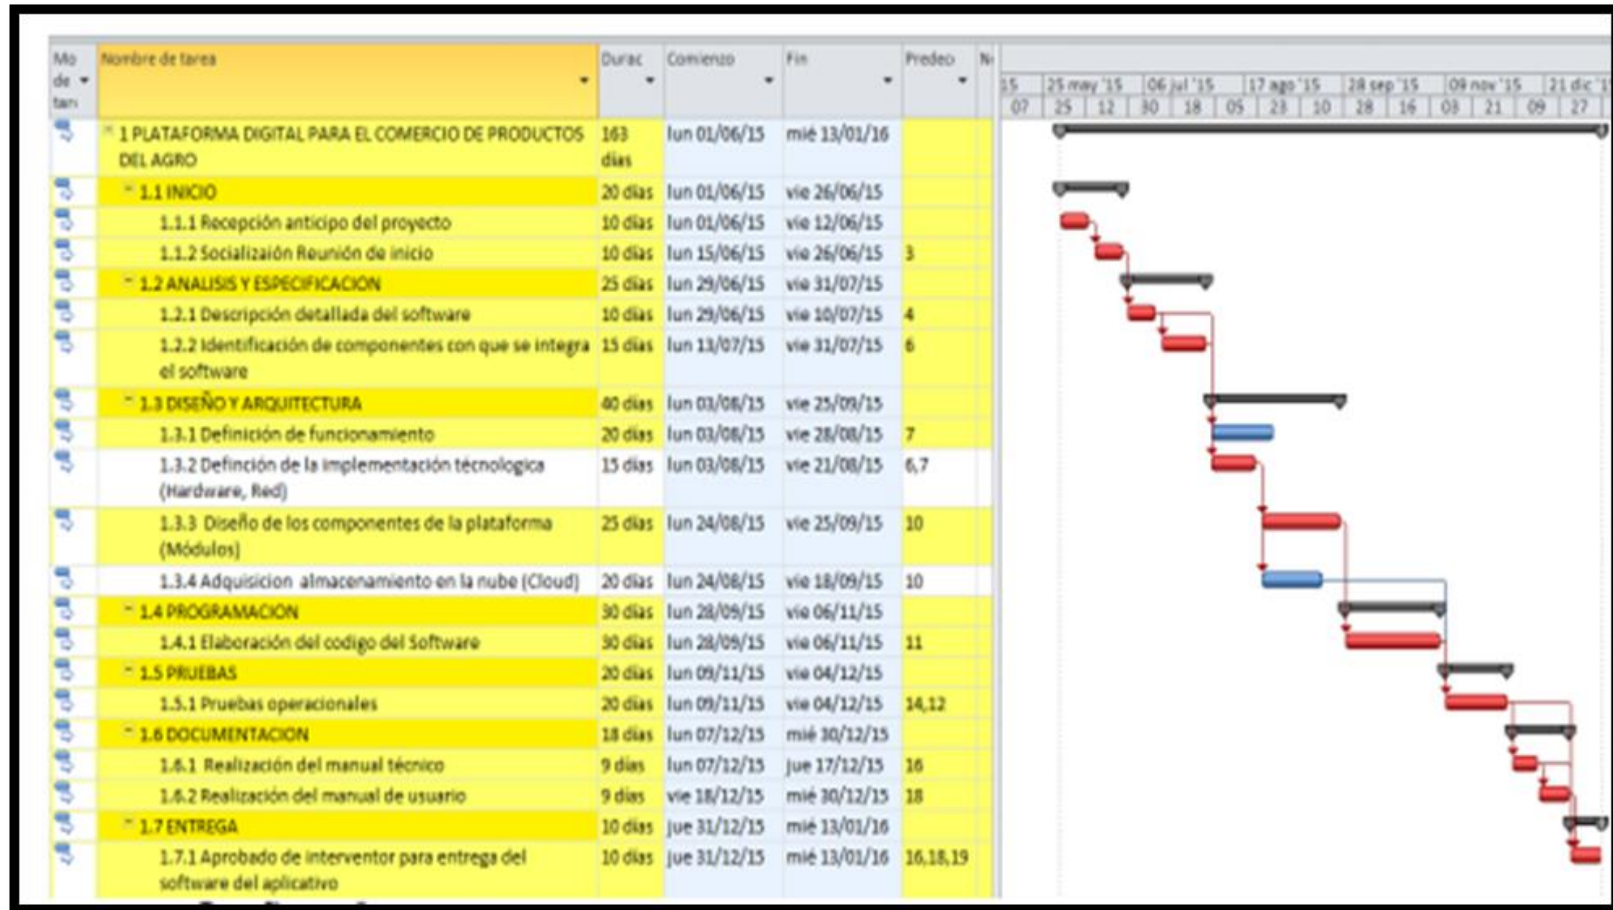 Mo Nombre de tarea Durac Comienzo Fin Predeo N
de
tar
15 25 may '15 06 jul '15 17 ago '15 28 sep '15 09 nov '15 21 dic '1
07 25 12 30 18 05 23 10 28 16 03 21 09 27
1 PLATAFORMA DIGITAL PARA EL COMERCIO DE PRODUCTOS 163 lun 01/06/15 mié 13/01/16
DEL AGRO días
1.1 INICIO 20 días lun 01/06/15 vie 26/06/15
1.1.1 Recepción anticipo del proyecto 10 días lun 01/06/15 vie 12/06/15
1.1.2 Socializaión Reunión de inicio 10 días lun 15/06/15 vie 26/06/15 3
1.2 ANALISIS Y ESPECIFICACION 25 días lun 29/06/15 vie 31/07/15
1.2.1 Descripción detallada del software 10 días lun 29/06/15 vie 10/07/15 4
1.2.2 Identificación de componentes con que se integra 15 días lun 13/07/15 vie 31/07/15 6
el software
1.3 DISEÑO Y ARQUITECTURA 40 días lun 03/08/15 vie 25/09/15
1.3.1 Definición de funcionamiento 20 días lun 03/08/15 vie 28/08/15 7
1.3.2 Definción de la implementación técnologica 15 días lun 03/08/15 vie 21/08/15 6,7
(Hardware, Red)
1.3.3 Diseño de los componentes de la plataforma 25 días lun 24/08/15 vie 25/09/15 10
(Módulos)
1.3.4 Adquisicion almacenamiento en la nube (Cloud) 20 días lun 24/08/15 vie 18/09/15 10
1.4 PROGRAMACION 30 días lun 28/09/15 vie 06/11/15
1.4.1 Elaboración del codigo del Software 30 días lun 28/09/15 vie 06/11/15 11
1.5 PRUEBAS 20 días lun 09/11/15 vie 04/12/15
1.5.1 Pruebas operacionales 20 días lun 09/11/15 vie 04/12/15 14,12
1.6 DOCUMENTACION 18 días lun 07/12/15 mié 30/12/15
1.6.1 Realización del manual técnico 9 días lun 07/12/15 jue 17/12/15 16
1.6.2 Realización del manual de usuario 9 días vie 18/12/15 mié 30/12/15 18
1.7 ENTREGA 10 días jue 31/12/15 mié 13/01/16
1.7.1 Aprobado de interventor para entrega del 10 días jue 31/12/15 mié 13/01/16 16,18,19
software del aplicativo